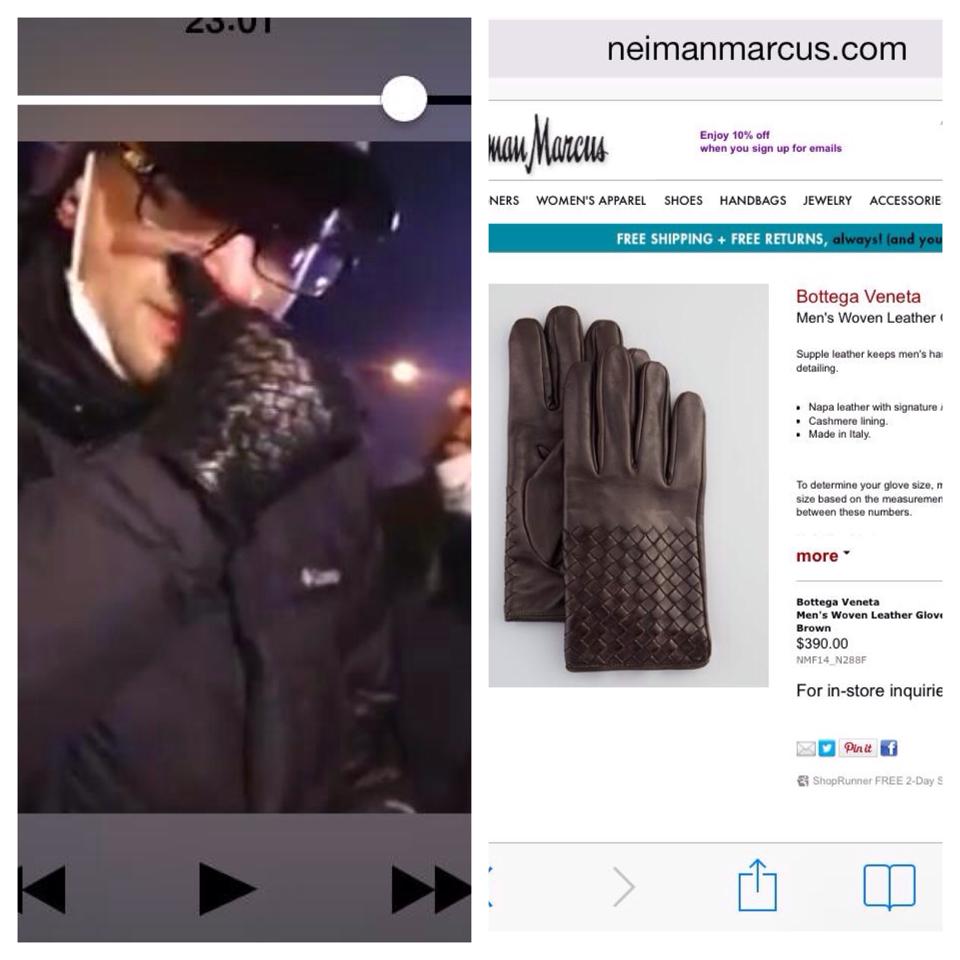 23:01
neimanmarcus.com
man Marcus
Enjoy 10% off
when you sign up for emails
NERS WOMEN'S APPAREL SHOES HANDBAGS JEWELRY ACCESSORIE
FREE SHIPPING + FREE RETURNS, always! (and you
Bottega Veneta
Men's Woven Leather
Supple leather keeps men's ha
detailing.
• Napa leather with signature
• Cashmere lining.
• Made in Italy.
To determine your glove size, m
size based on the measuremen
between these numbers.
more
Bottega Veneta
Men's Woven Leather Glove
Brown
$390.00
NMF14_N288F
For in-store inquirie
Pin it
ShopRunner FREE 2-Day S